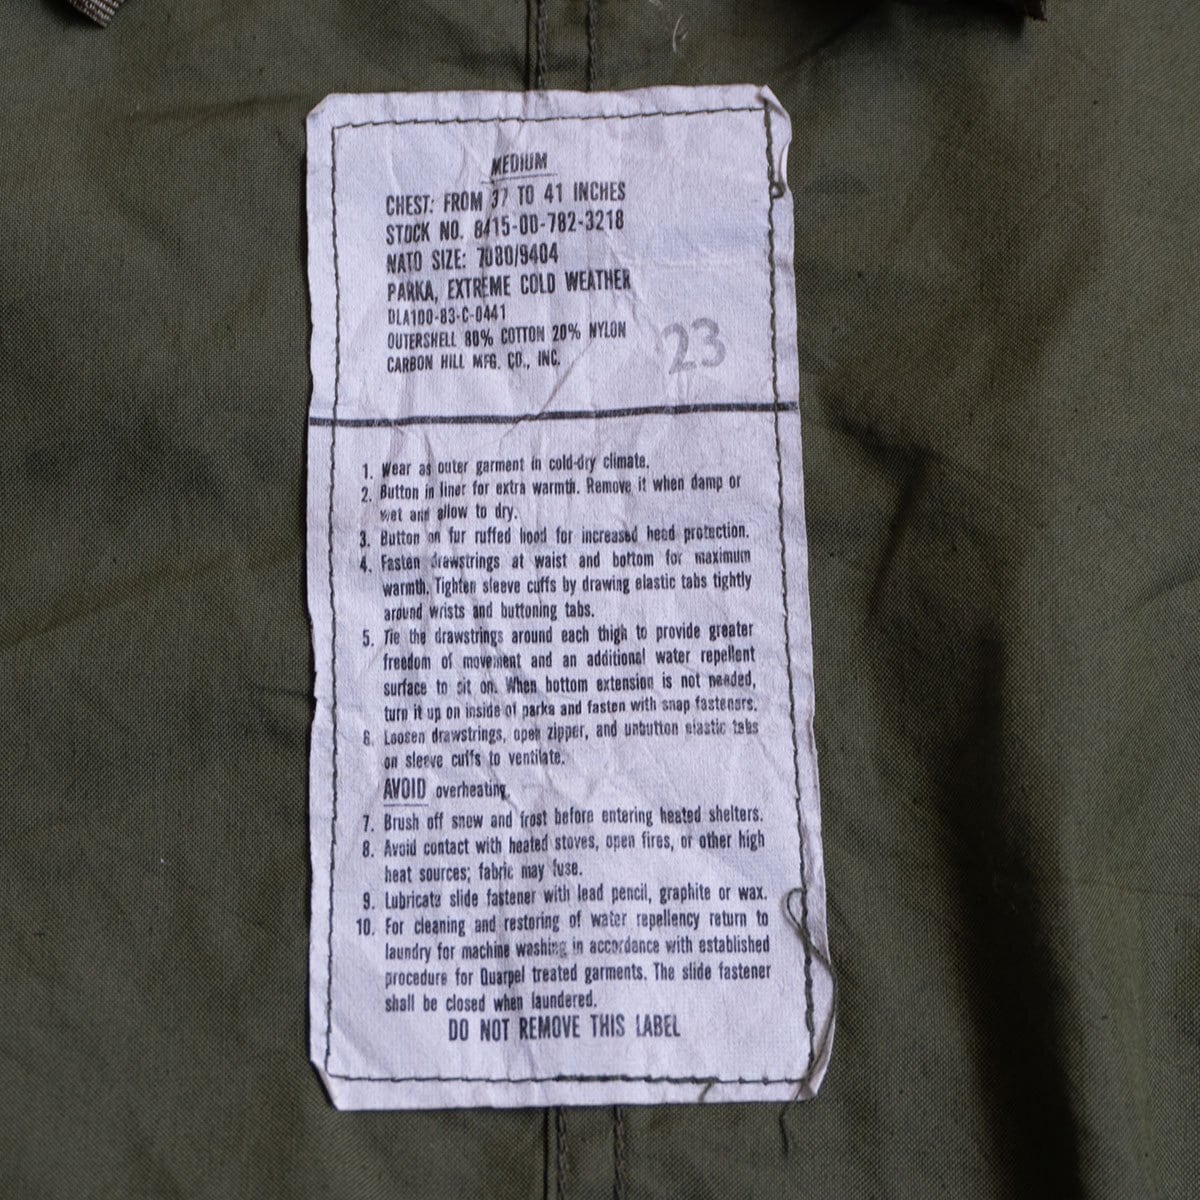 MEDIUM
CHEST: FROM 37 TO 41 INCHES
STOCK NO. 8415-00-782-3218
NATO SIZE: 7080/9404
PARKA, EXTREME COLD WEATHER
DLA100-83-C-0441
OUTERSHELL 80% COTTON 20% NYLON
CARBON HILL MFG. CO., INC.
23
1. Wear as outer garment in cold-dry climate.
2. Button in liner for extra warmth. Remove it when damp or
wet and allow to dry.
3. Button on fur ruffed hood for increased head protection.
4. Fasten drawstrings at waist and bottom for maximum
warmth. Tighten sleeve cuffs by drawing elastic tabs tightly
around wrists and buttoning tabs.
5. Tie the drawstrings around each thigh to provide greater
freedom of movement and an additional water repellent
surface to sit on. When bottom extension is not needed,
turn it up on inside of parka and fasten with snap fasteners.
6. Loosen drawstrings, open zipper, and unbutton elastic tabs
on sleeve cuffs to ventilate.
AVOID overheating.
7. Brush off snow and frost before entering heated shelters.
8. Avoid contact with heated stoves, open fires, or other high
heat sources; fabric may fuse.
9. Lubricate slide fastener with lead pencil, graphite or wax.
10. For cleaning and restoring of water repellency return to
laundry for machine washing in accordance with established
procedure for Quarpel treated garments. The slide fastener
shall be closed when laundered.
DO NOT REMOVE THIS LABEL